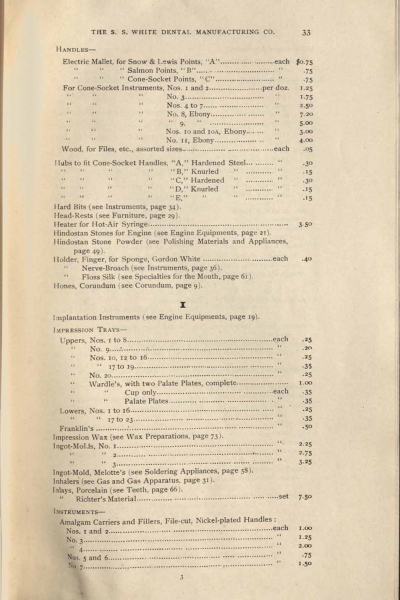 THE S. S. WHITE DENTAL MANUFACTURING CO. 33
HANDLES—
Electric Mallet, for Snow & Lewis Points, "A" each $0.75
" " " Salmon Points, "B" " .75
" " " Cone-Socket Points, "C" " .75
For Cone-Socket Instruments, Nos. 1 and 2 per doz. 1.25
" " " No. 3 " 1.75
" " " Nos. 4 to 7 " 2.50
" " " No. 8, Ebony " 7.20
" " " " 9, " " 5.00
" " " Nos. 10 and 10A, Ebony " 3.00
" " " No. 11, Ebony " 4.00
Wood, for Files, etc., assorted sizes each .05
Hubs to fit Cone-Socket Handles, "A," Hardened Steel " .30
" " " " "B," Knurled " " .15
" " " " "C," Hardened " " .30
" " " " "D," Knurled " " .15
" " " " "E," " " .15
Hard Bits (see Instruments, page 34).
Head-Rests (see Furniture, page 29).
Heater for Hot-Air Syringe 3.50
Hindostan Stones for Engine (see Engine Equipments, page 21).
Hindostan Stone Powder (see Polishing Materials and Appliances,
page 49).
Holder, Finger, for Sponge, Gordon White each .40
" Nerve-Broach (see Instruments, page 36).
" Floss Silk (see Specialties for the Mouth, page 61).
Hones, Corundum (see Corundum, page 9).
I
Implantation Instruments (see Engine Equipments, page 19).
IMPRESSION TRAYS—
Uppers, Nos. 1 to 8 each .25
" No. 9 " .20
" Nos. 10, 12 to 16 " .25
" " 17 to 19 " .35
" No. 20 " .25
" Wardle's, with two Palate Plates, complete " 1.00
" " Cup only each .35
" " Palate Plates " .35
Lowers, Nos. 1 to 16 " .25
" " 17 to 23 " .35
Franklin's " .50
Impression Wax (see Wax Preparations, page 73).
Ingot-Molds, No. 1 " 2.25
" " 2 " 2.75
" " 3 " 3.25
Ingot-Mold, Melotte's (see Soldering Appliances, page 58).
Inhalers (see Gas and Gas Apparatus, page 31).
Inlays, Porcelain (see Teeth, page 66).
" Richter's Material set 7.50
INSTRUMENTS—
Amalgam Carriers and Fillers, File-cut, Nickel-plated Handles:
Nos. 1 and 2 each 1.00
No. 3 " 1.25
" 4 " 2.00
Nos. 5 and 6 " .75
No. 7 " 1.50
3